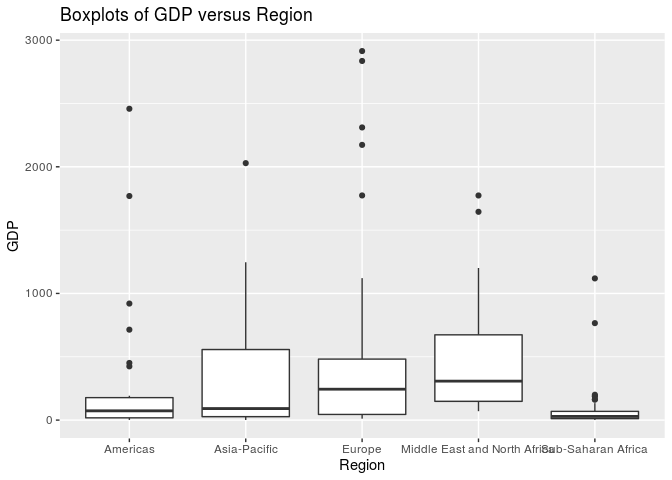 Boxplots of GDP versus Region
3000
2000
1000
0
GDP
Americas
Asia-Pacific
Europe
Middle East and North Africa
Sub-Saharan Africa
Region